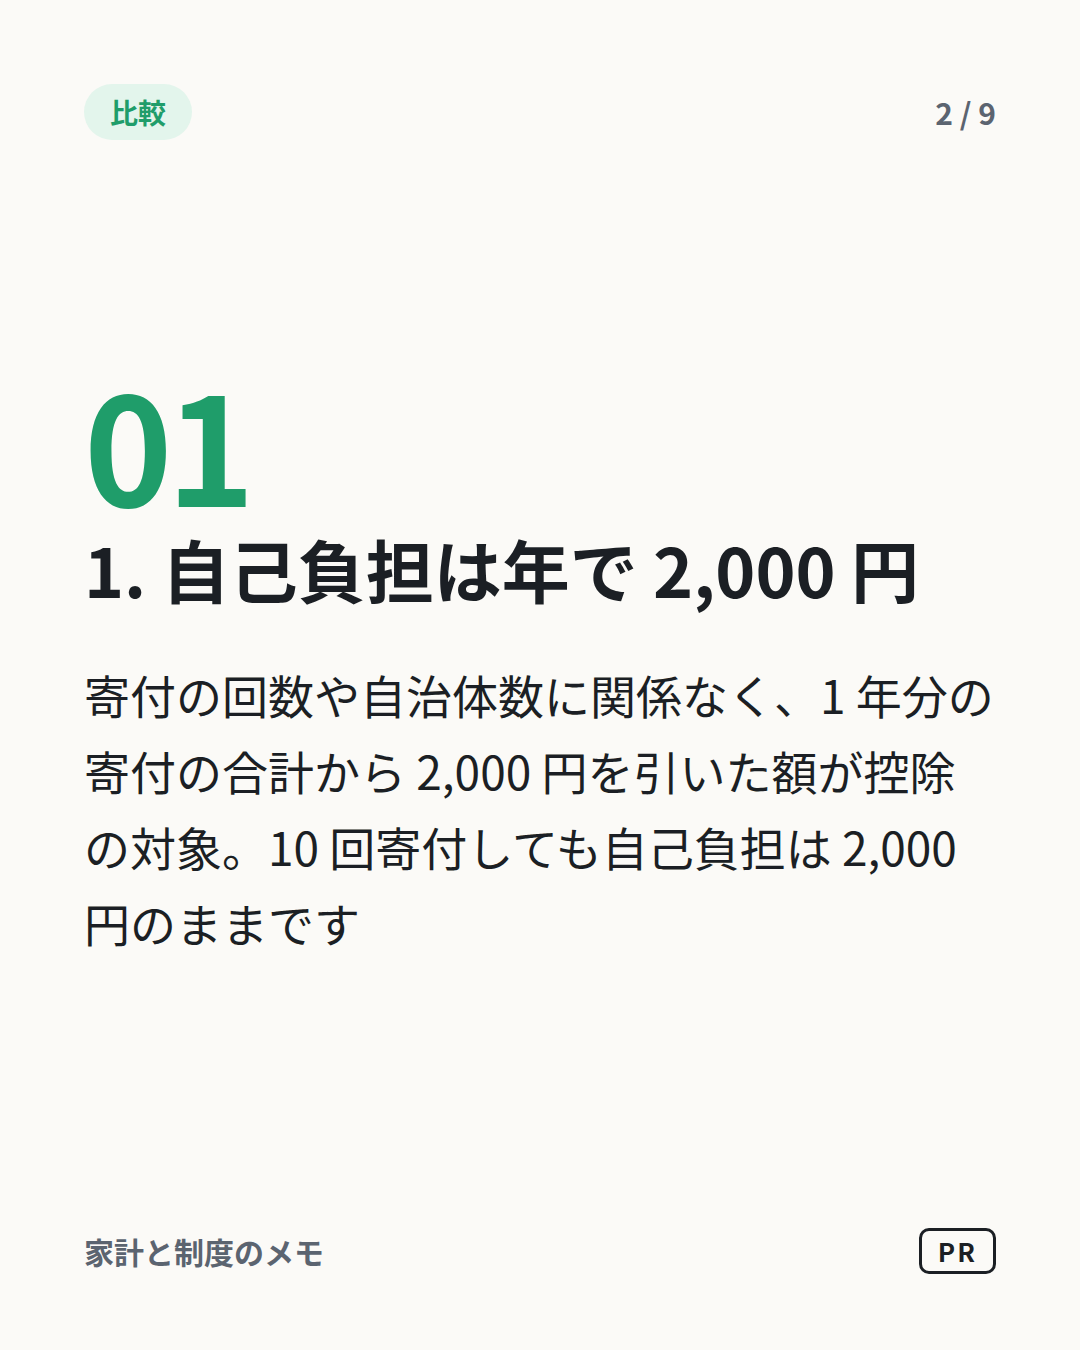 比較
2 / 9
01
1. 自己負担は年で 2,000 円
寄付の回数や自治体数に関係なく、1 年分の
寄付の合計から 2,000 円を引いた額が控除
の対象。10 回寄付しても自己負担は 2,000
円のままです
家計と制度のメモ
PR